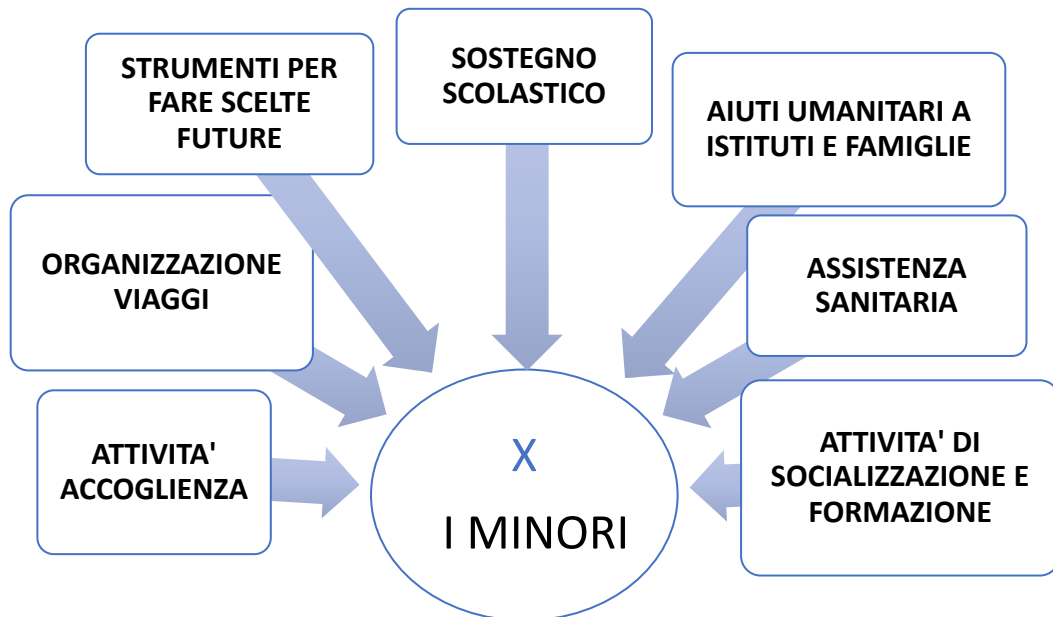 STRUMENTI PER
FARE SCELTE
FUTURE
SOSTEGNO
SCOLASTICO
AIUTI UMANITARI A
ISTITUTI E FAMIGLIE
ORGANIZZAZIONE
VIAGGI
ASSISTENZA
SANITARIA
ATTIVITA'
ACCOGLIENZA
ATTIVITA' DI
SOCIALIZZAZIONE E
FORMAZIONE
X
I MINORI